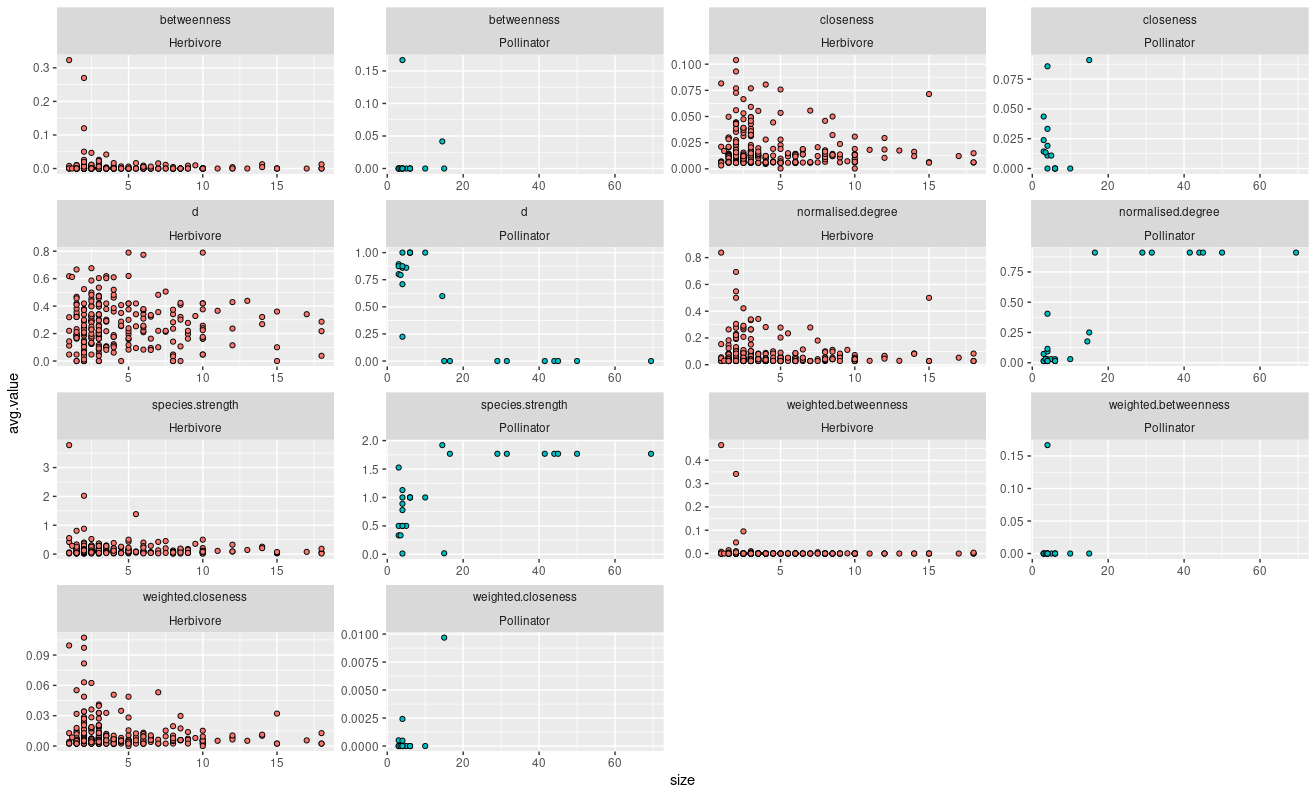 betweenness
Herbivore
0.3
0.2
0.1
0.0
5 10 15
betweenness
Pollinator
0.15
0.10
0.05
0.00
0 20 40 60
closeness
Herbivore
0.100
0.075
0.050
0.025
0.000
5 10 15
closeness
Pollinator
0.075
0.050
0.025
0.000
0 20 40 60
d
Herbivore
0.8
0.6
0.4
0.2
0.0
5 10 15
d
Pollinator
1.00
0.75
0.50
0.25
0.00
0 20 40 60
normalised.degree
Herbivore
0.8
0.6
0.4
0.2
0.0
5 10 15
normalised.degree
Pollinator
0.75
0.50
0.25
0.00
0 20 40 60
avg.value
species.strength
Herbivore
3
2
1
0
5 10 15
species.strength
Pollinator
2.0
1.5
1.0
0.5
0.0
0 20 40 60
weighted.betweenness
Herbivore
0.4
0.3
0.2
0.1
0.0
5 10 15
weighted.betweenness
Pollinator
0.15
0.10
0.05
0.00
0 20 40 60
weighted.closeness
Herbivore
0.09
0.06
0.03
0.00
5 10 15
weighted.closeness
Pollinator
0.0100
0.0075
0.0050
0.0025
0.0000
0 20 40 60
size